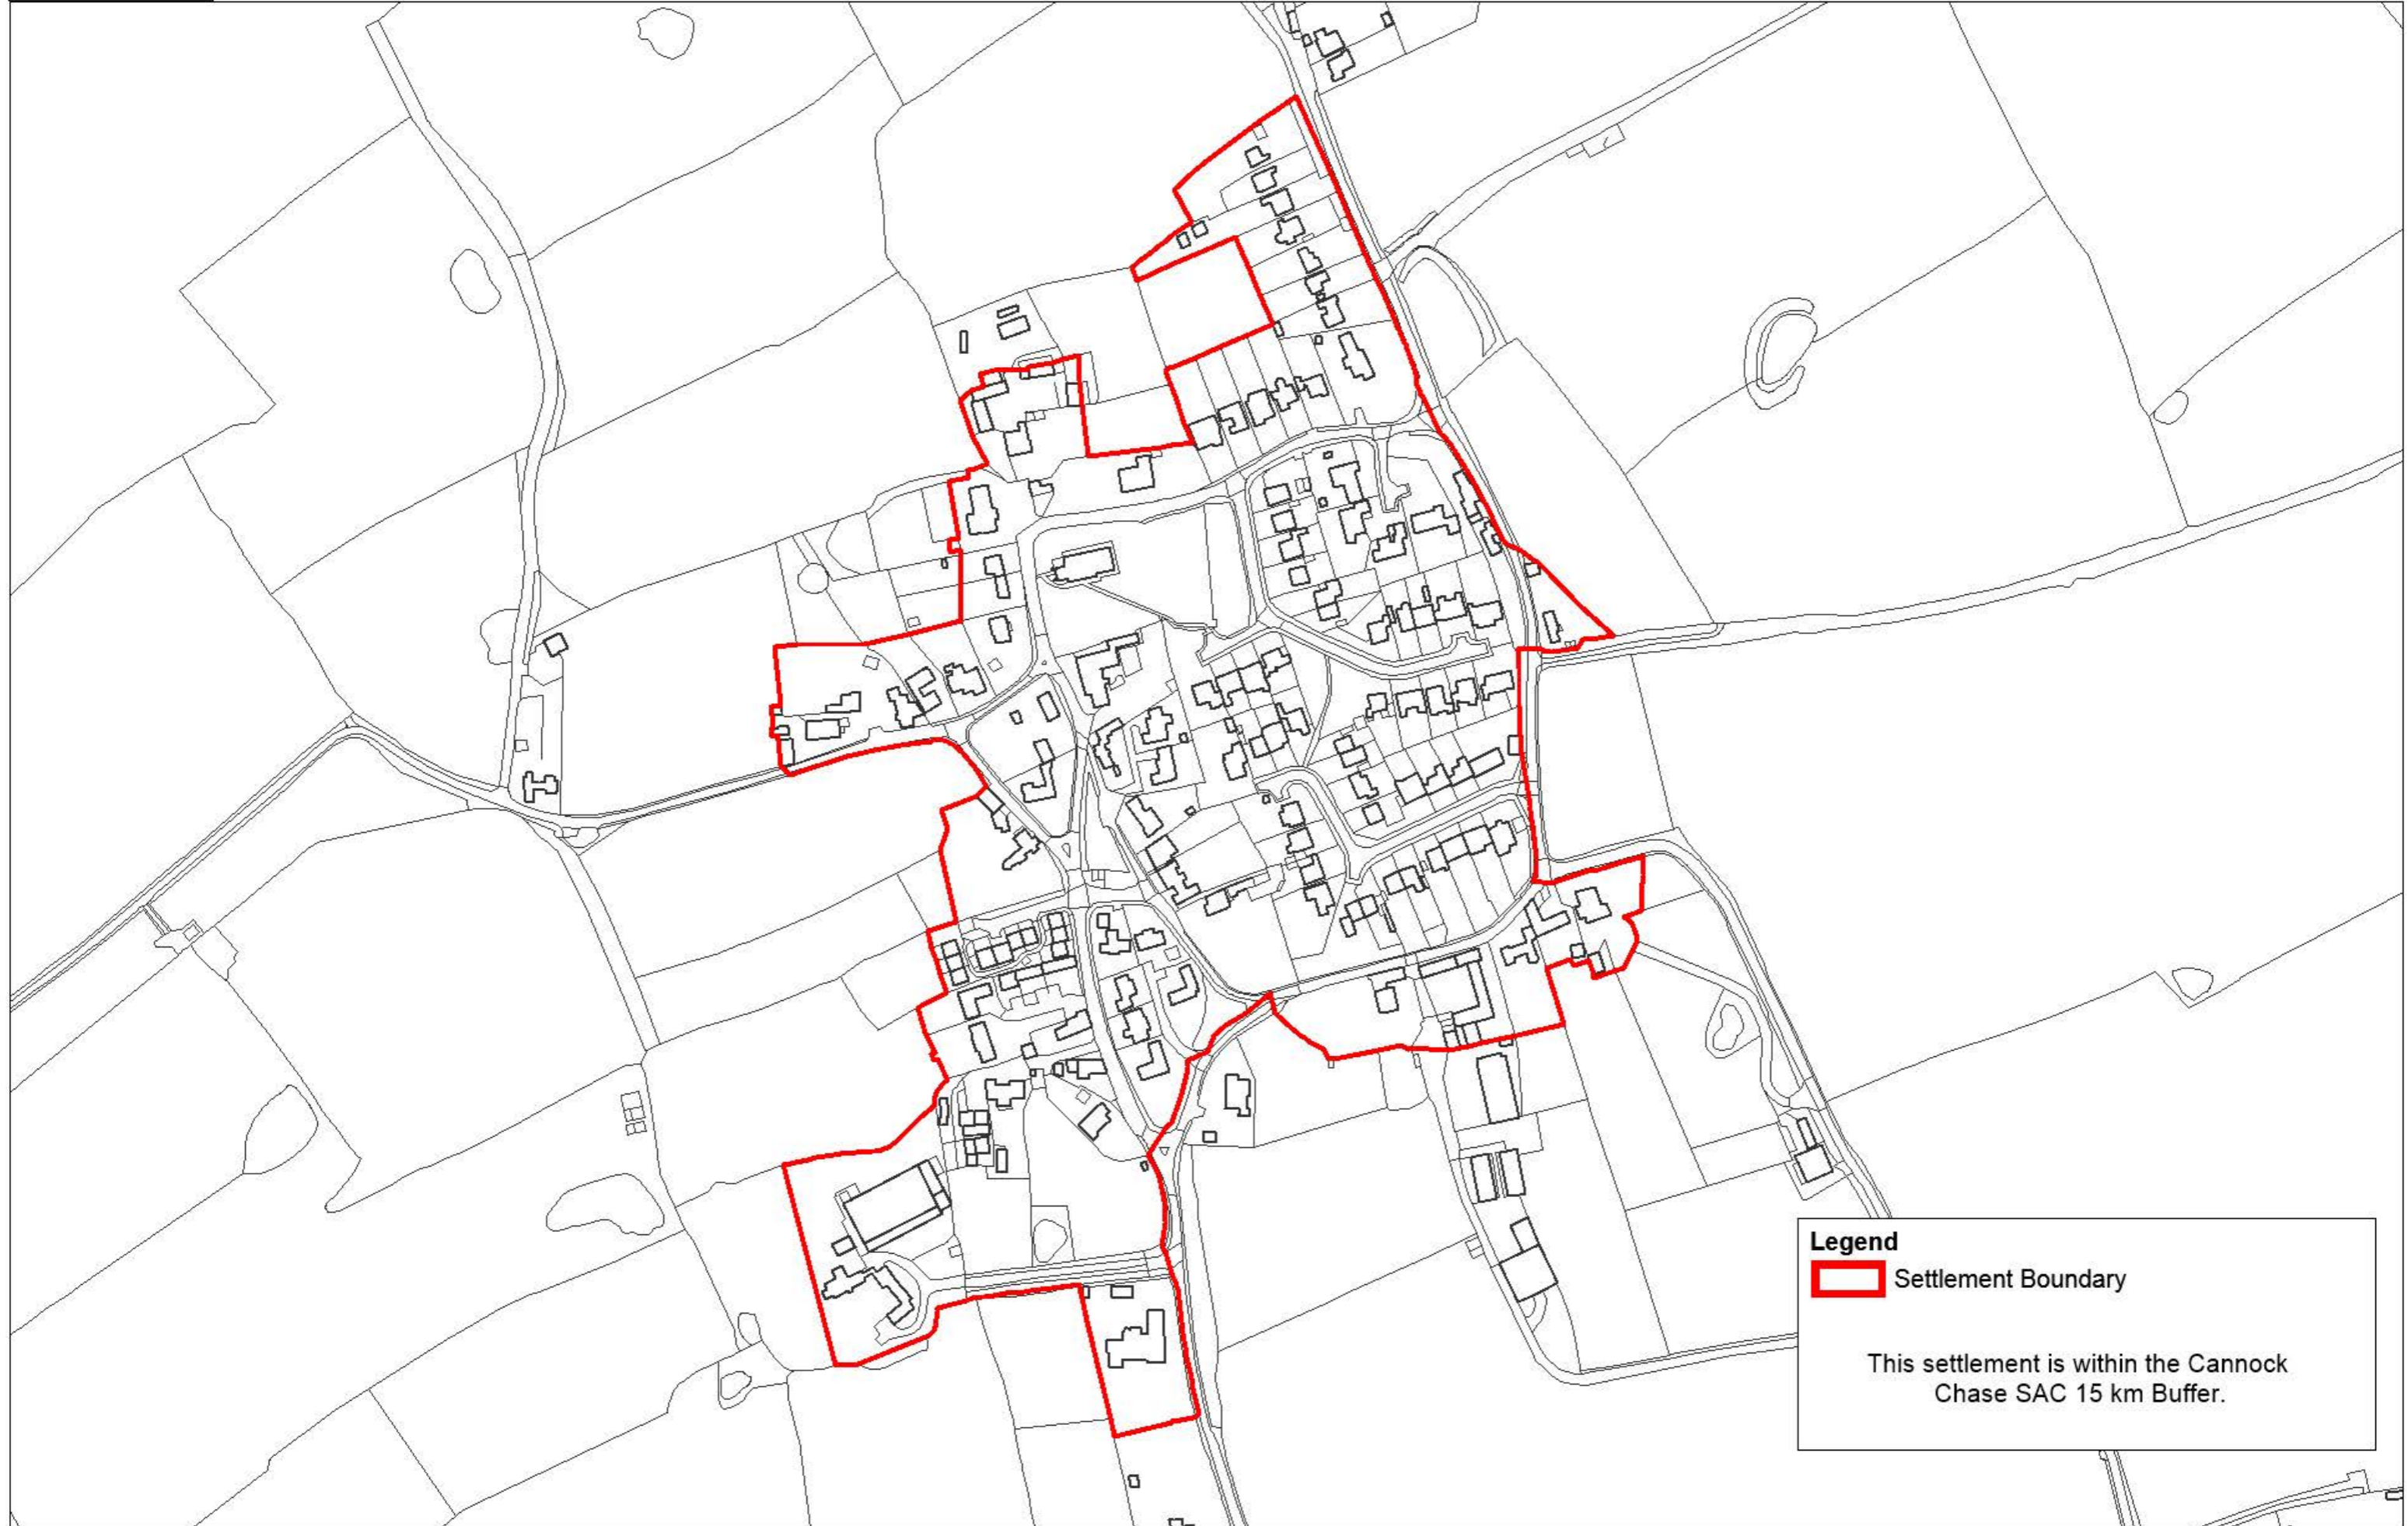 Legend
Settlement Boundary
This settlement is within the Cannock
Chase SAC 15 km Buffer.